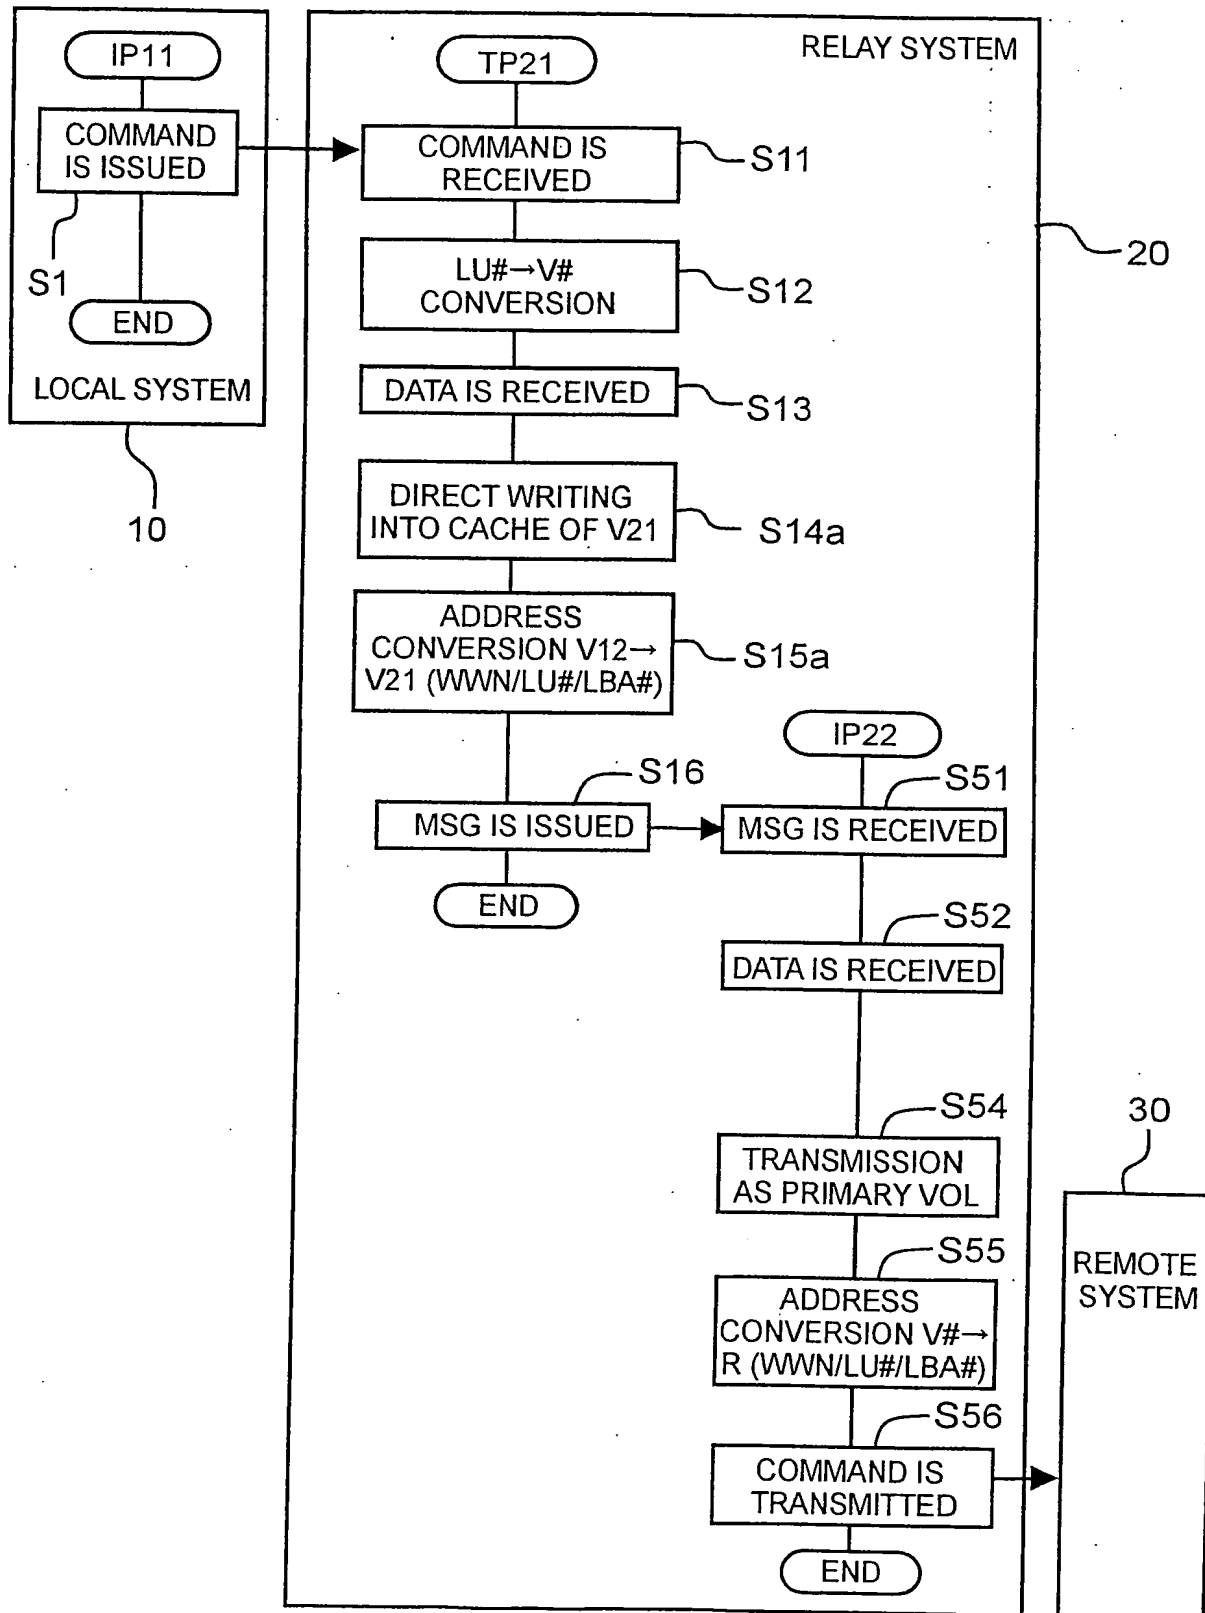 IP11
COMMAND
IS ISSUED
S1
END
LOCAL SYSTEM
10
RELAY SYSTEM
20
TP21
COMMAND IS
RECEIVED
S11
LU#→V#
CONVERSION
S12
DATA IS RECEIVED
S13
DIRECT WRITING
INTO CACHE OF V21
S14a
ADDRESS
CONVERSION V12→
V21 (WWN/LU#/LBA#)
S15a
S16
MSG IS ISSUED
END
IP22
S51
MSG IS RECEIVED
S52
DATA IS RECEIVED
S54
TRANSMISSION
AS PRIMARY VOL
S55
ADDRESS
CONVERSION V#→
R (WWN/LU#/LBA#)
S56
COMMAND IS
TRANSMITTED
END
30
REMOTE
SYSTEM